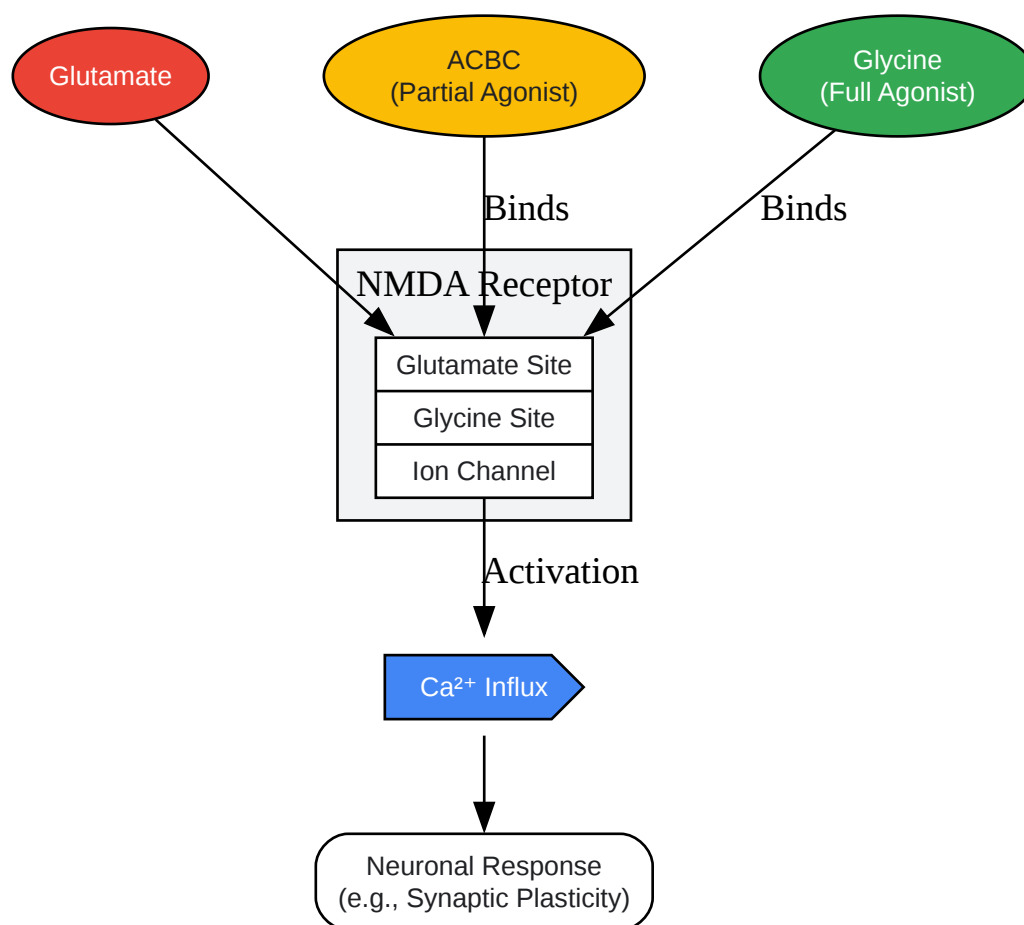 Glutamate
ACBC
(Partial Agonist)
Glycine
(Full Agonist)
Binds
Binds
NMDA Receptor
Glutamate Site
Glycine Site
Ion Channel
Activation
Ca²⁺ Influx
Neuronal Response
(e.g., Synaptic Plasticity)